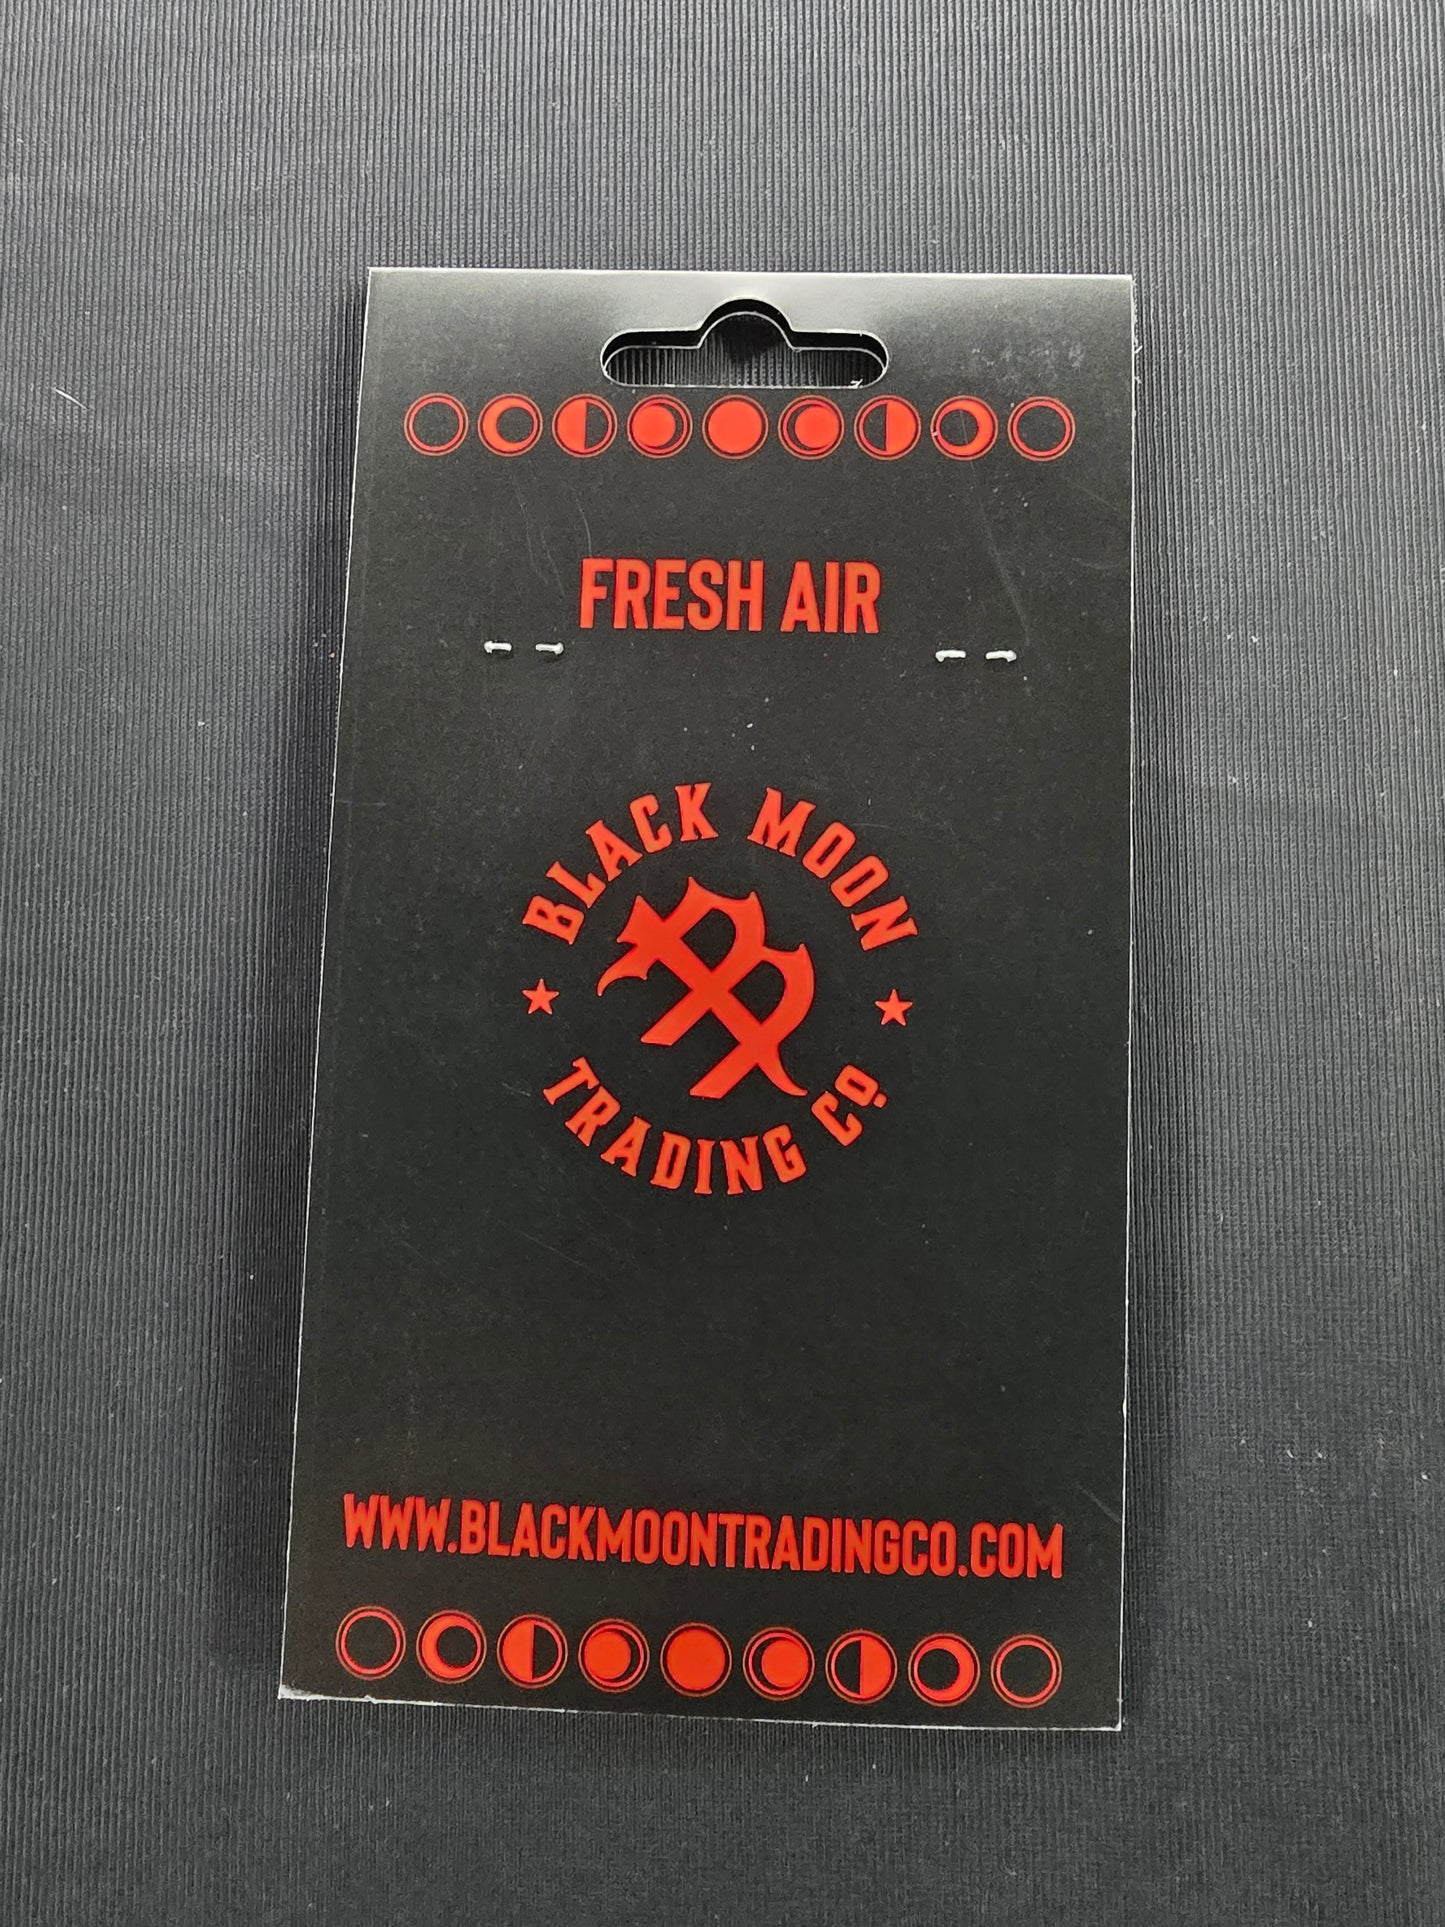 FRESH AIR
BLACK MOON
TRADING CO.
WWW.BLACKMOONTRADINGCO.COM